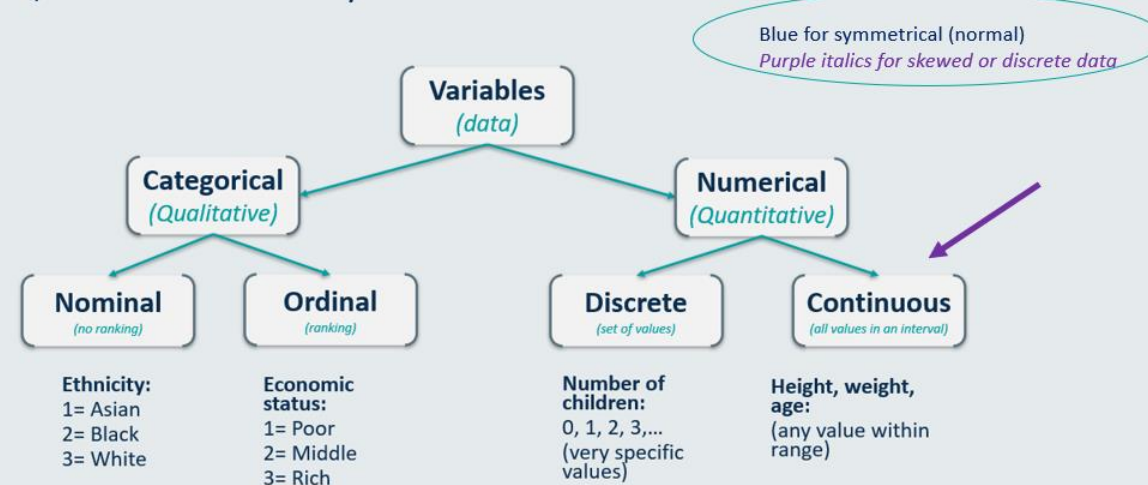 Blue for symmetrical (normal)
Purple italics for skewed or discrete data
Variables
(data)
Categorical
(Qualitative)
Numerical
(Quantitative)
Nominal
(no ranking)
Ordinal
(ranking)
Discrete
(set of values)
Continuous
(all values in an interval)
Ethnicity:
1= Asian
2= Black
3= White
Economic
status:
1= Poor
2= Middle
3= Rich
Number of
children:
0, 1, 2, 3,...
(very specific
values)
Height, weight,
age:
(any value within
range)